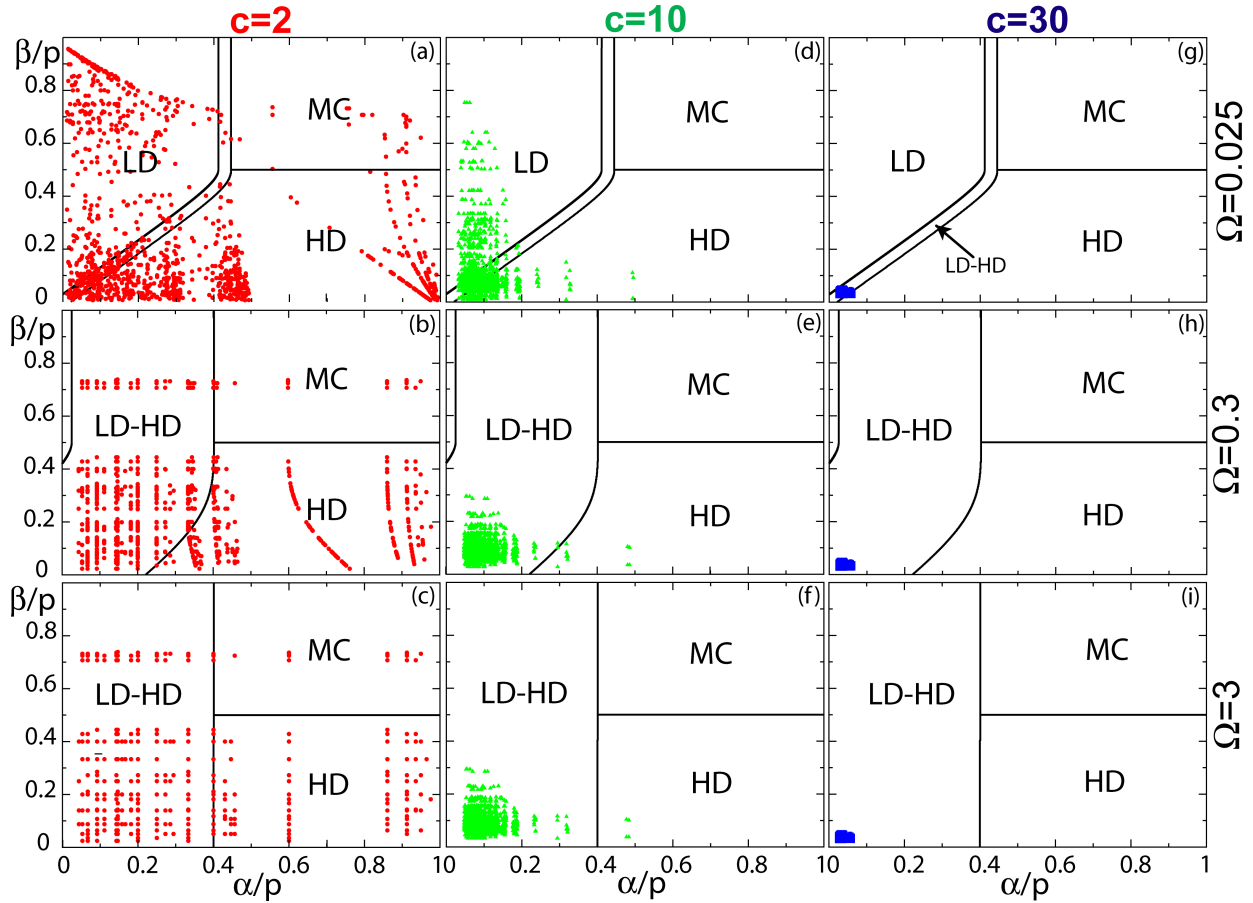 c=2 c=10 c=30
β/p (a) (d) (g)
0.8
MC MC MC
0.6
LD LD LD
Ω=0.025
0.4
HD HD HD
0.2
LD-HD
0
β/p (b) (e) (h)
0.8
MC MC MC
0.6
LD-HD LD-HD LD-HD
Ω=0.3
0.4
HD HD HD
0.2
0
β/p (c) (f) (i)
0.8
MC MC MC
LD-HD LD-HD LD-HD
0.6
Ω=3
0.4
HD HD HD
0.2
0
0 0.2 0.4 0.6 0.8 1 0.2 0.4 0.6 0.8 10 0.2 0.4 0.6 0.8 1
α/p α/p α/p